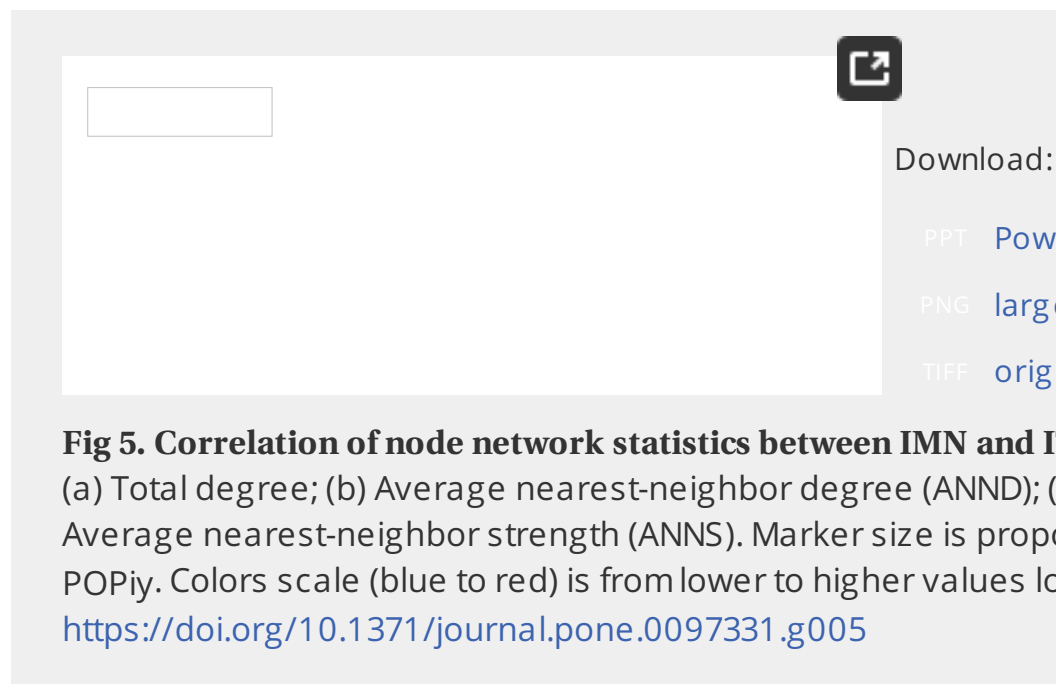 Download:
PPT Pow
PNG large
TIFF orig
Fig 5. Correlation of node network statistics between IMN and I
(a) Total degree; (b) Average nearest-neighbor degree (ANND); (
Average nearest-neighbor strength (ANNS). Marker size is propo
POPiy. Colors scale (blue to red) is from lower to higher values lo
https://doi.org/10.1371/journal.pone.0097331.g005